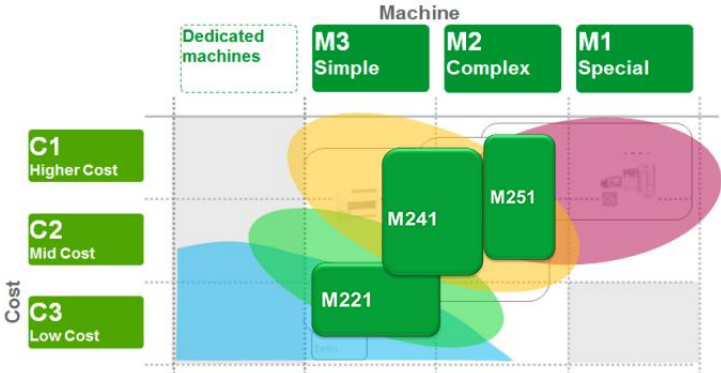 Machine
Dedicated
machines
M3
Simple
M2
Complex
M1
Special
C1
Higher Cost
C2
Mid Cost
C3
Low Cost
Cost
M241
M251
M221